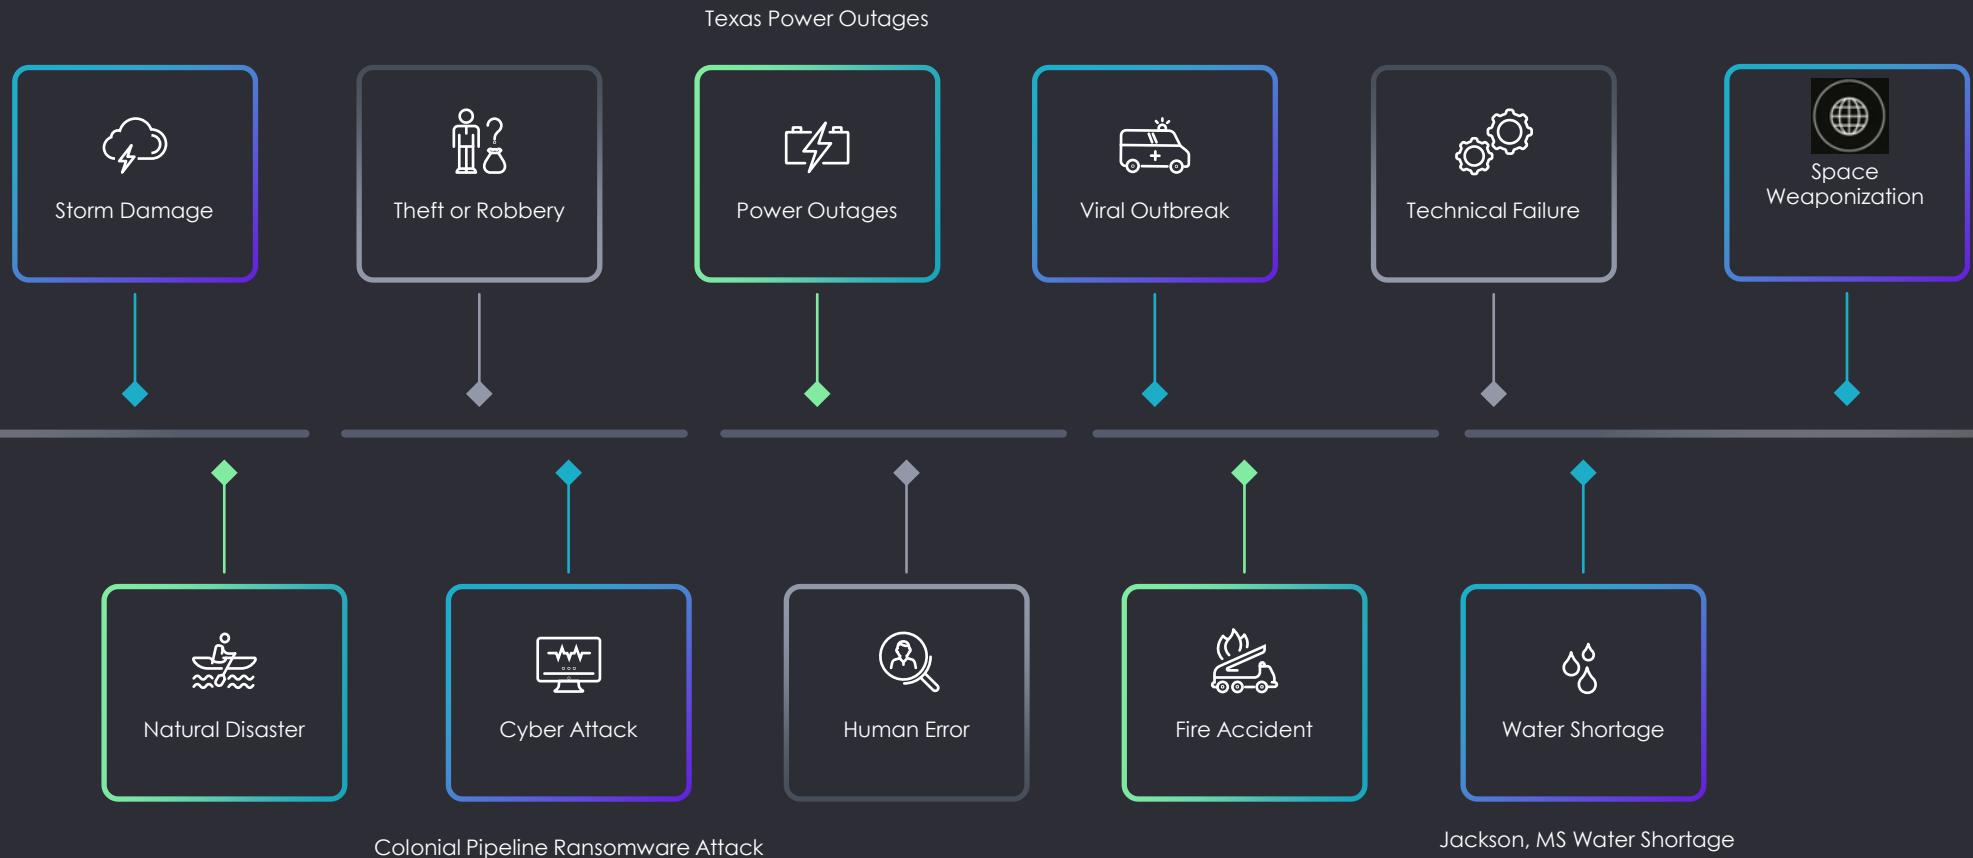 Texas Power Outages
Storm Damage
Theft or Robbery
Power Outages
Viral Outbreak
Technical Failure
Space
Weaponization
Natural Disaster
Cyber Attack
Human Error
Fire Accident
Water Shortage
Colonial Pipeline Ransomware Attack
Jackson, MS Water Shortage